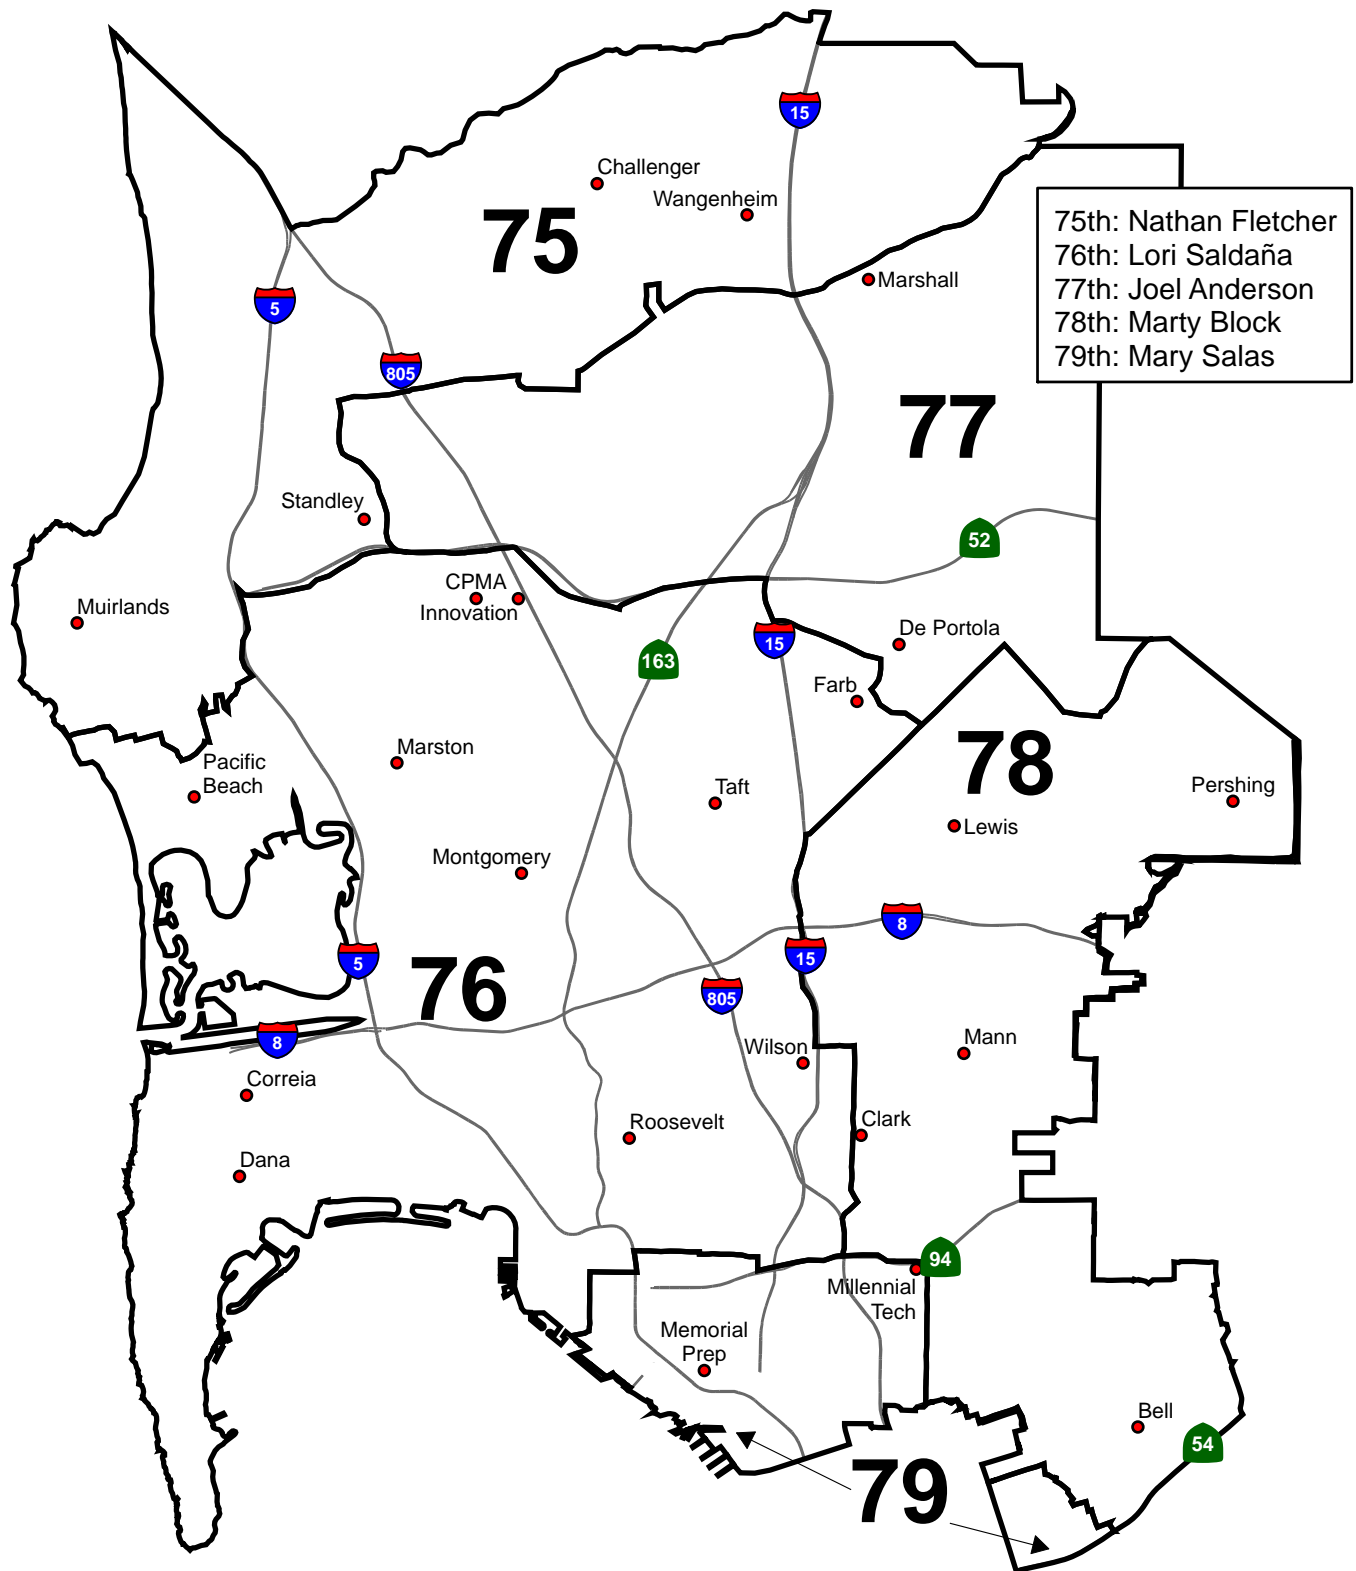 15
Challenger
Wangenheim
75
75th: Nathan Fletcher
76th: Lori Saldaña
77th: Joel Anderson
78th: Marty Block
79th: Mary Salas
Marshall
5
805
77
Standley
52
CPMA
Innovation
Muirlands
15
De Portola
163
Farb
Marston
Pacific
Beach
78
Taft
Pershing
Lewis
Montgomery
8
5
15
76
805
8
Wilson
Mann
Correia
Roosevelt
Clark
Dana
94
Millennial
Tech
Memorial
Prep
Bell
54
79